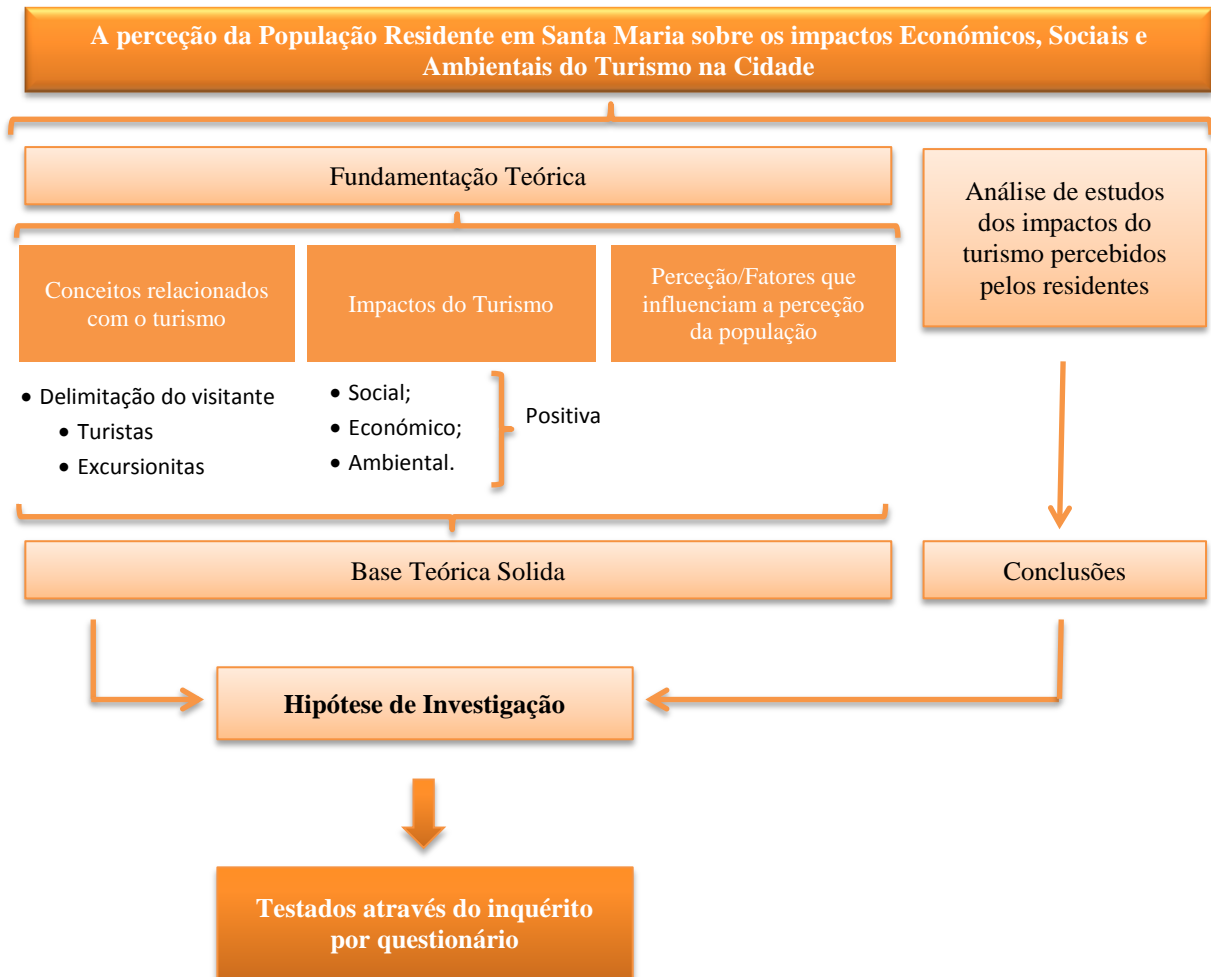 A perceção da População Residente em Santa Maria sobre os impactos Económicos, Sociais e
Ambientais do Turismo na Cidade
Fundamentação Teórica
Análise de estudos
dos impactos do
turismo percebidos
pelos residentes
Conceitos relacionados
com o turismo
Impactos do Turismo
Perceção/Fatores que
influenciam a perceção
da população
• Delimitação do visitante
• Turistas
• Excursionitas
• Social;
• Económico;
• Ambiental.
Positiva
Base Teórica Solida
Conclusões
Hipótese de Investigação
Testados através do inquérito
por questionário